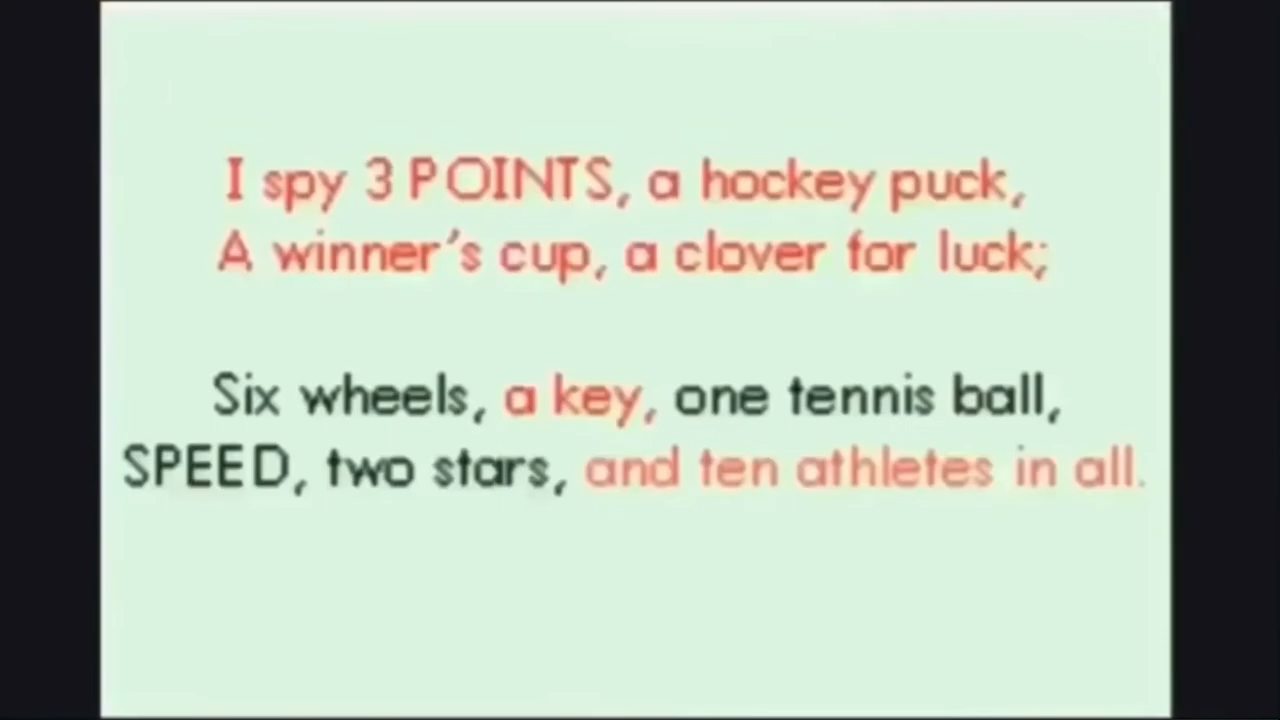 I spy 3 POINTS, a hockey puck,
A winner's cup, a clover for luck;
Six wheels, a key, one tennis ball,
SPEED, two stars, and ten athletes in all.